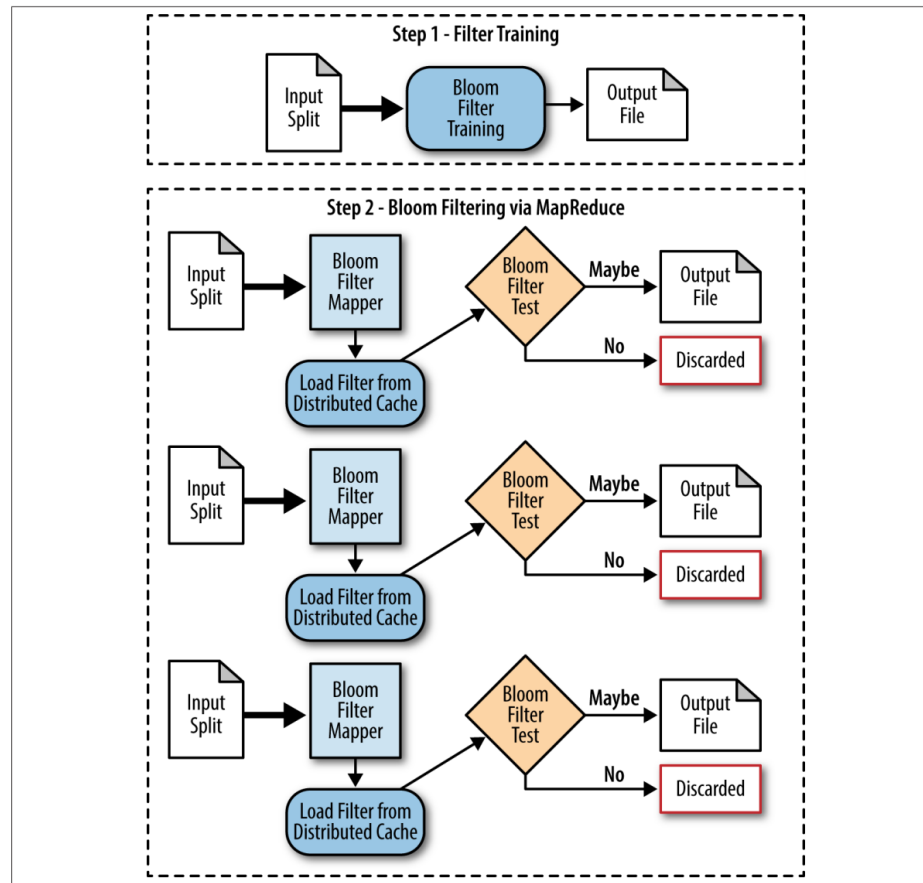 Step 1 - Filter Training
Input
Split
Bloom
Filter
Training
Output
File
Step 2 - Bloom Filtering via MapReduce
Input
Split
Bloom
Filter
Mapper
Load Filter from
Distributed Cache
Bloom
Filter
Test
Maybe
No
Output
File
Discarded
Input
Split
Bloom
Filter
Mapper
Load Filter from
Distributed Cache
Bloom
Filter
Test
Maybe
No
Output
File
Discarded
Input
Split
Bloom
Filter
Mapper
Load Filter from
Distributed Cache
Bloom
Filter
Test
Maybe
No
Output
File
Discarded